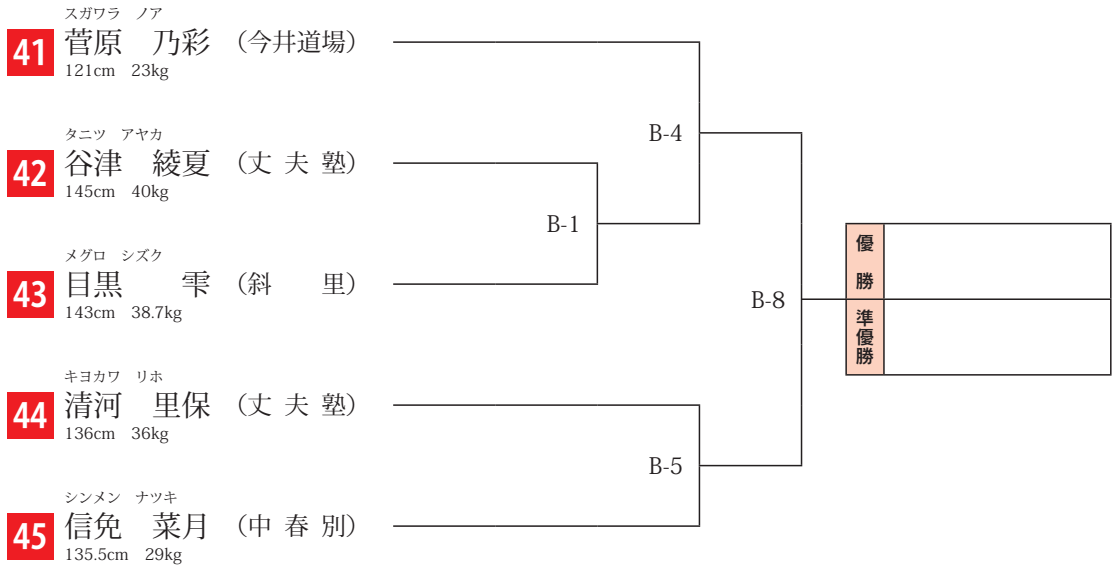 スガワラ ノア
41 菅原 乃彩 (今井道場)
121cm 23kg
タニツ アヤカ
42 谷津 綾夏 (丈夫塾)
145cm 40kg
メグロ シズク
43 目黒 雫 (斜里)
143cm 38.7kg
キヨカワ リホ
44 清河 里保 (丈夫塾)
136cm 36kg
シンメン ナツキ
45 信免 菜月 (中春別)
135.5cm 29kg
B-1
B-4
B-5
B-8
優勝
準優勝